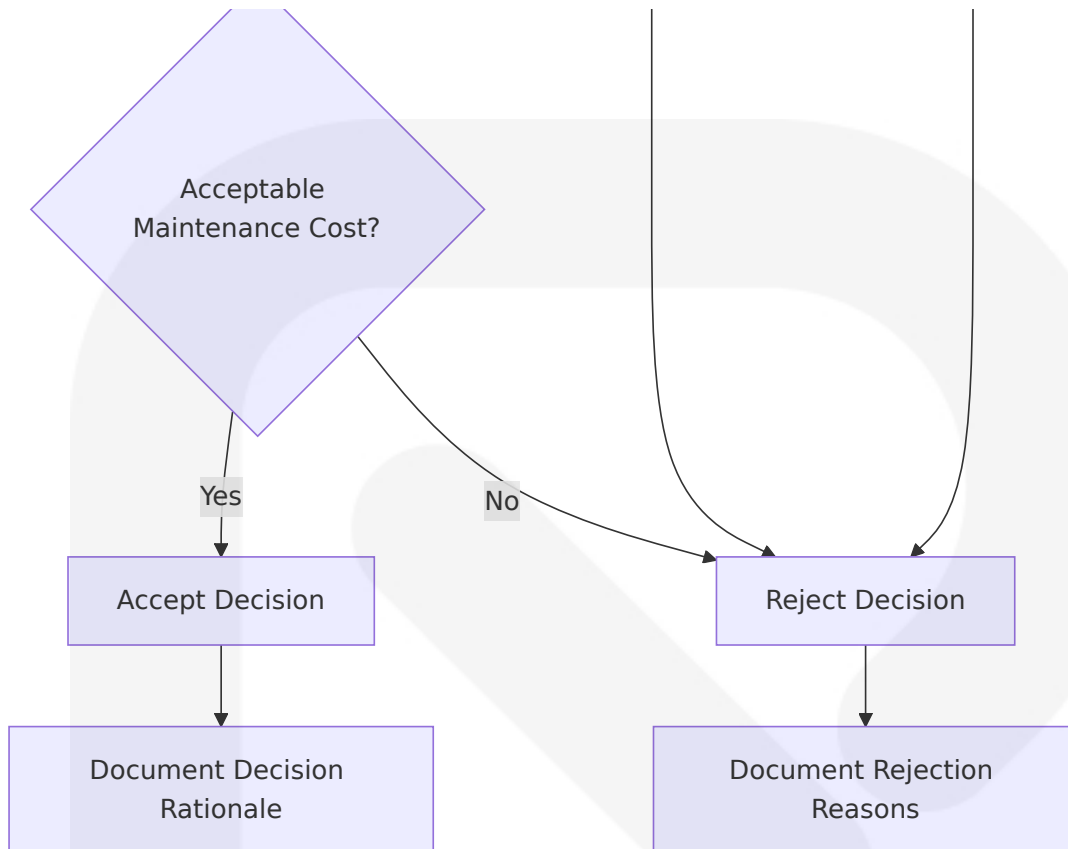 Acceptable
Maintenance Cost?
Yes
No
Accept Decision
Reject Decision
Document Decision
Rationale
Document Rejection
Reasons